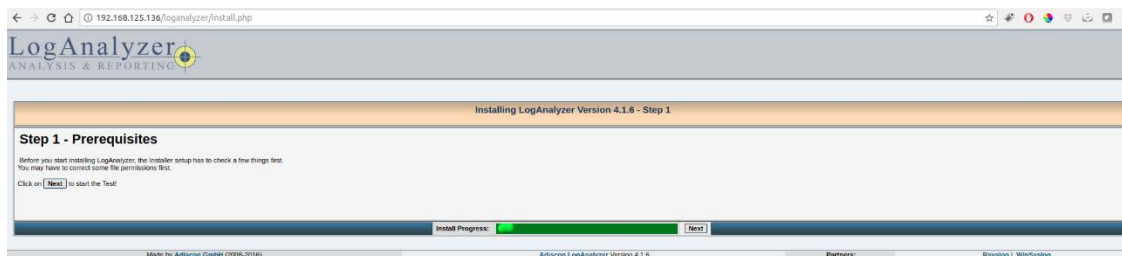 192.168.125.136/loganalyzer/install.php
LogAnalyzer
ANALYSIS & REPORTING
Installing LogAnalyzer Version 4.1.6 - Step 1
Step 1 - Prerequisites
Before you start installing LogAnalyzer, the Installer setup has to check a few things first.
You may have to correct some file permissions first.
Click on Next to start the Test!
Install Progress: Next
Made by Adiscon GmbH (2008-2016) Adiscon LogAnalyzer Version 4.1.6 Partners: Rsyslog | WinSyslog